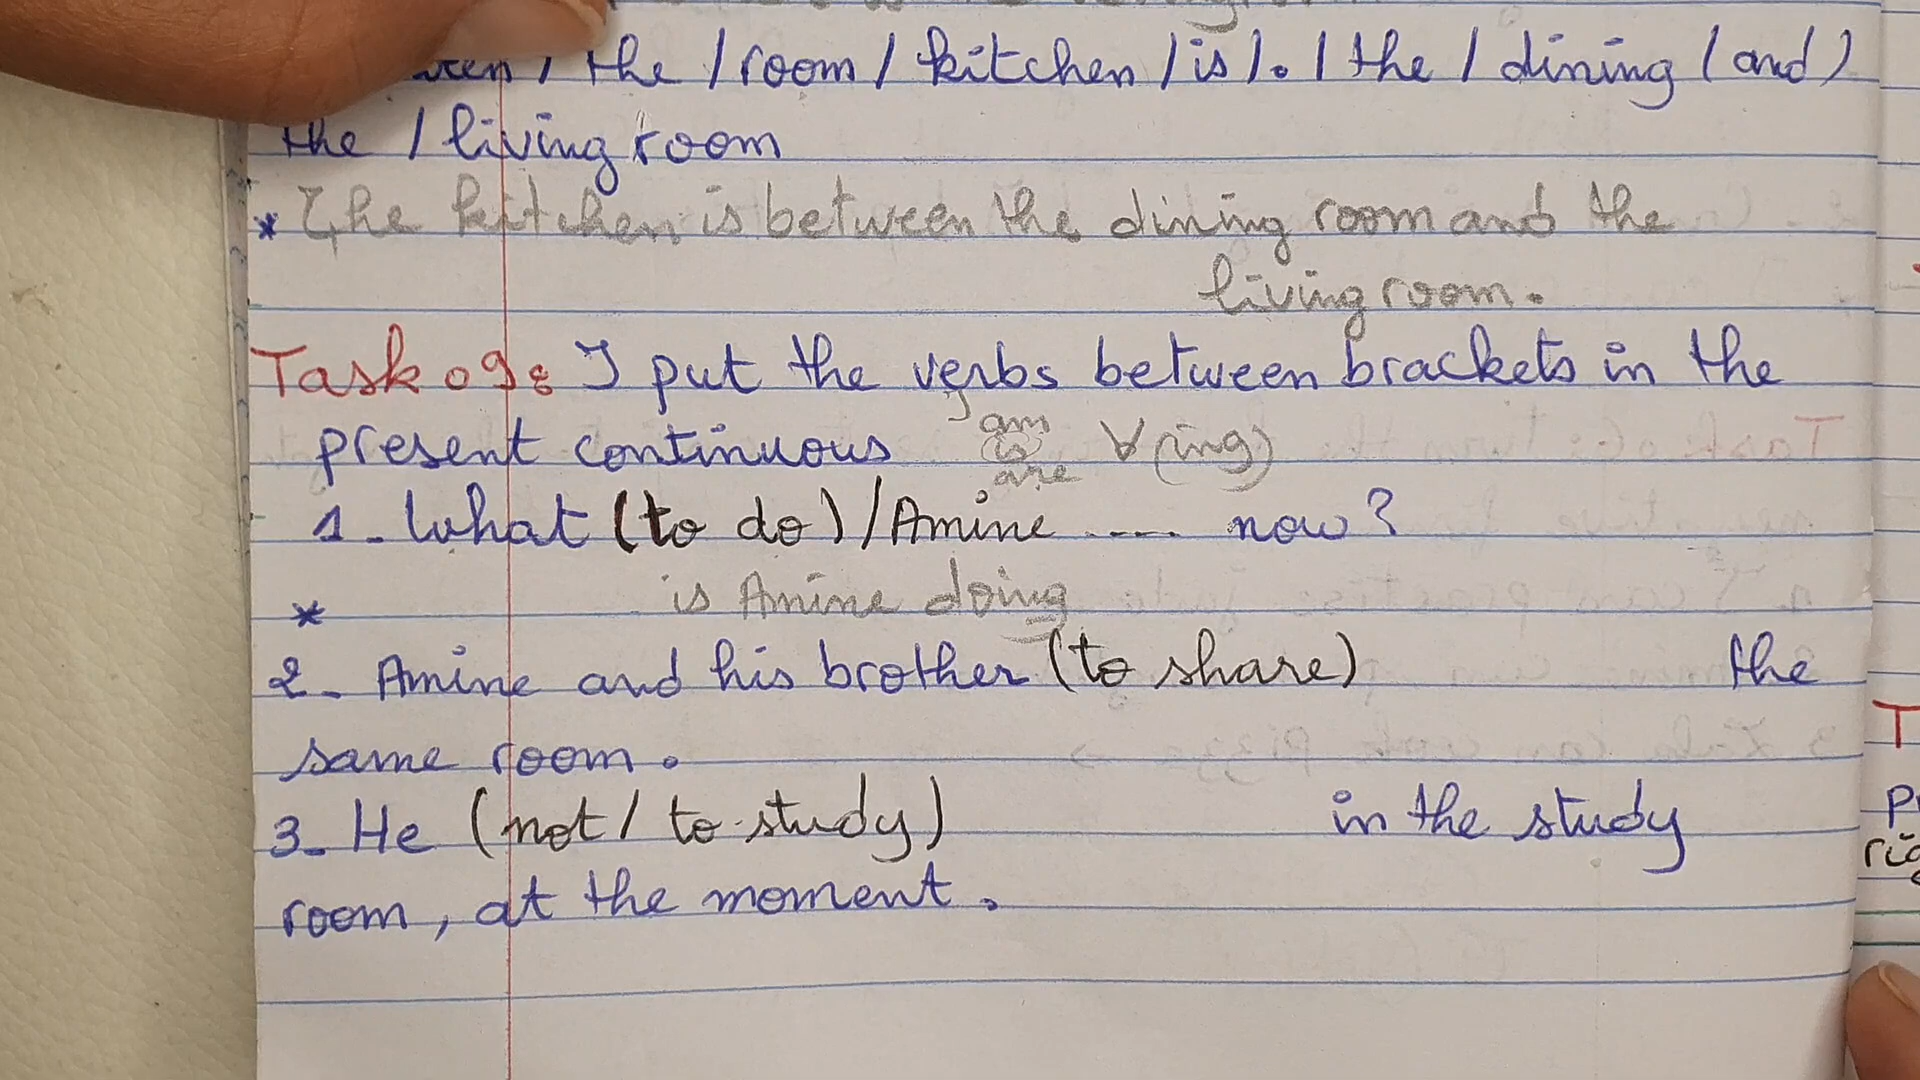 / the / room / kitchen / is / . / the / dining / and /
the / living room
* The kitchen is between the dining room and the
living room.
Task 09: I put the verbs between brackets in the
present continuous am is are V(ing)
1- What (to do) / Amine .... now?
* is Amine doing
2- Amine and his brother (to share) the
same room.
3- He (not / to study) in the study
room, at the moment.
T